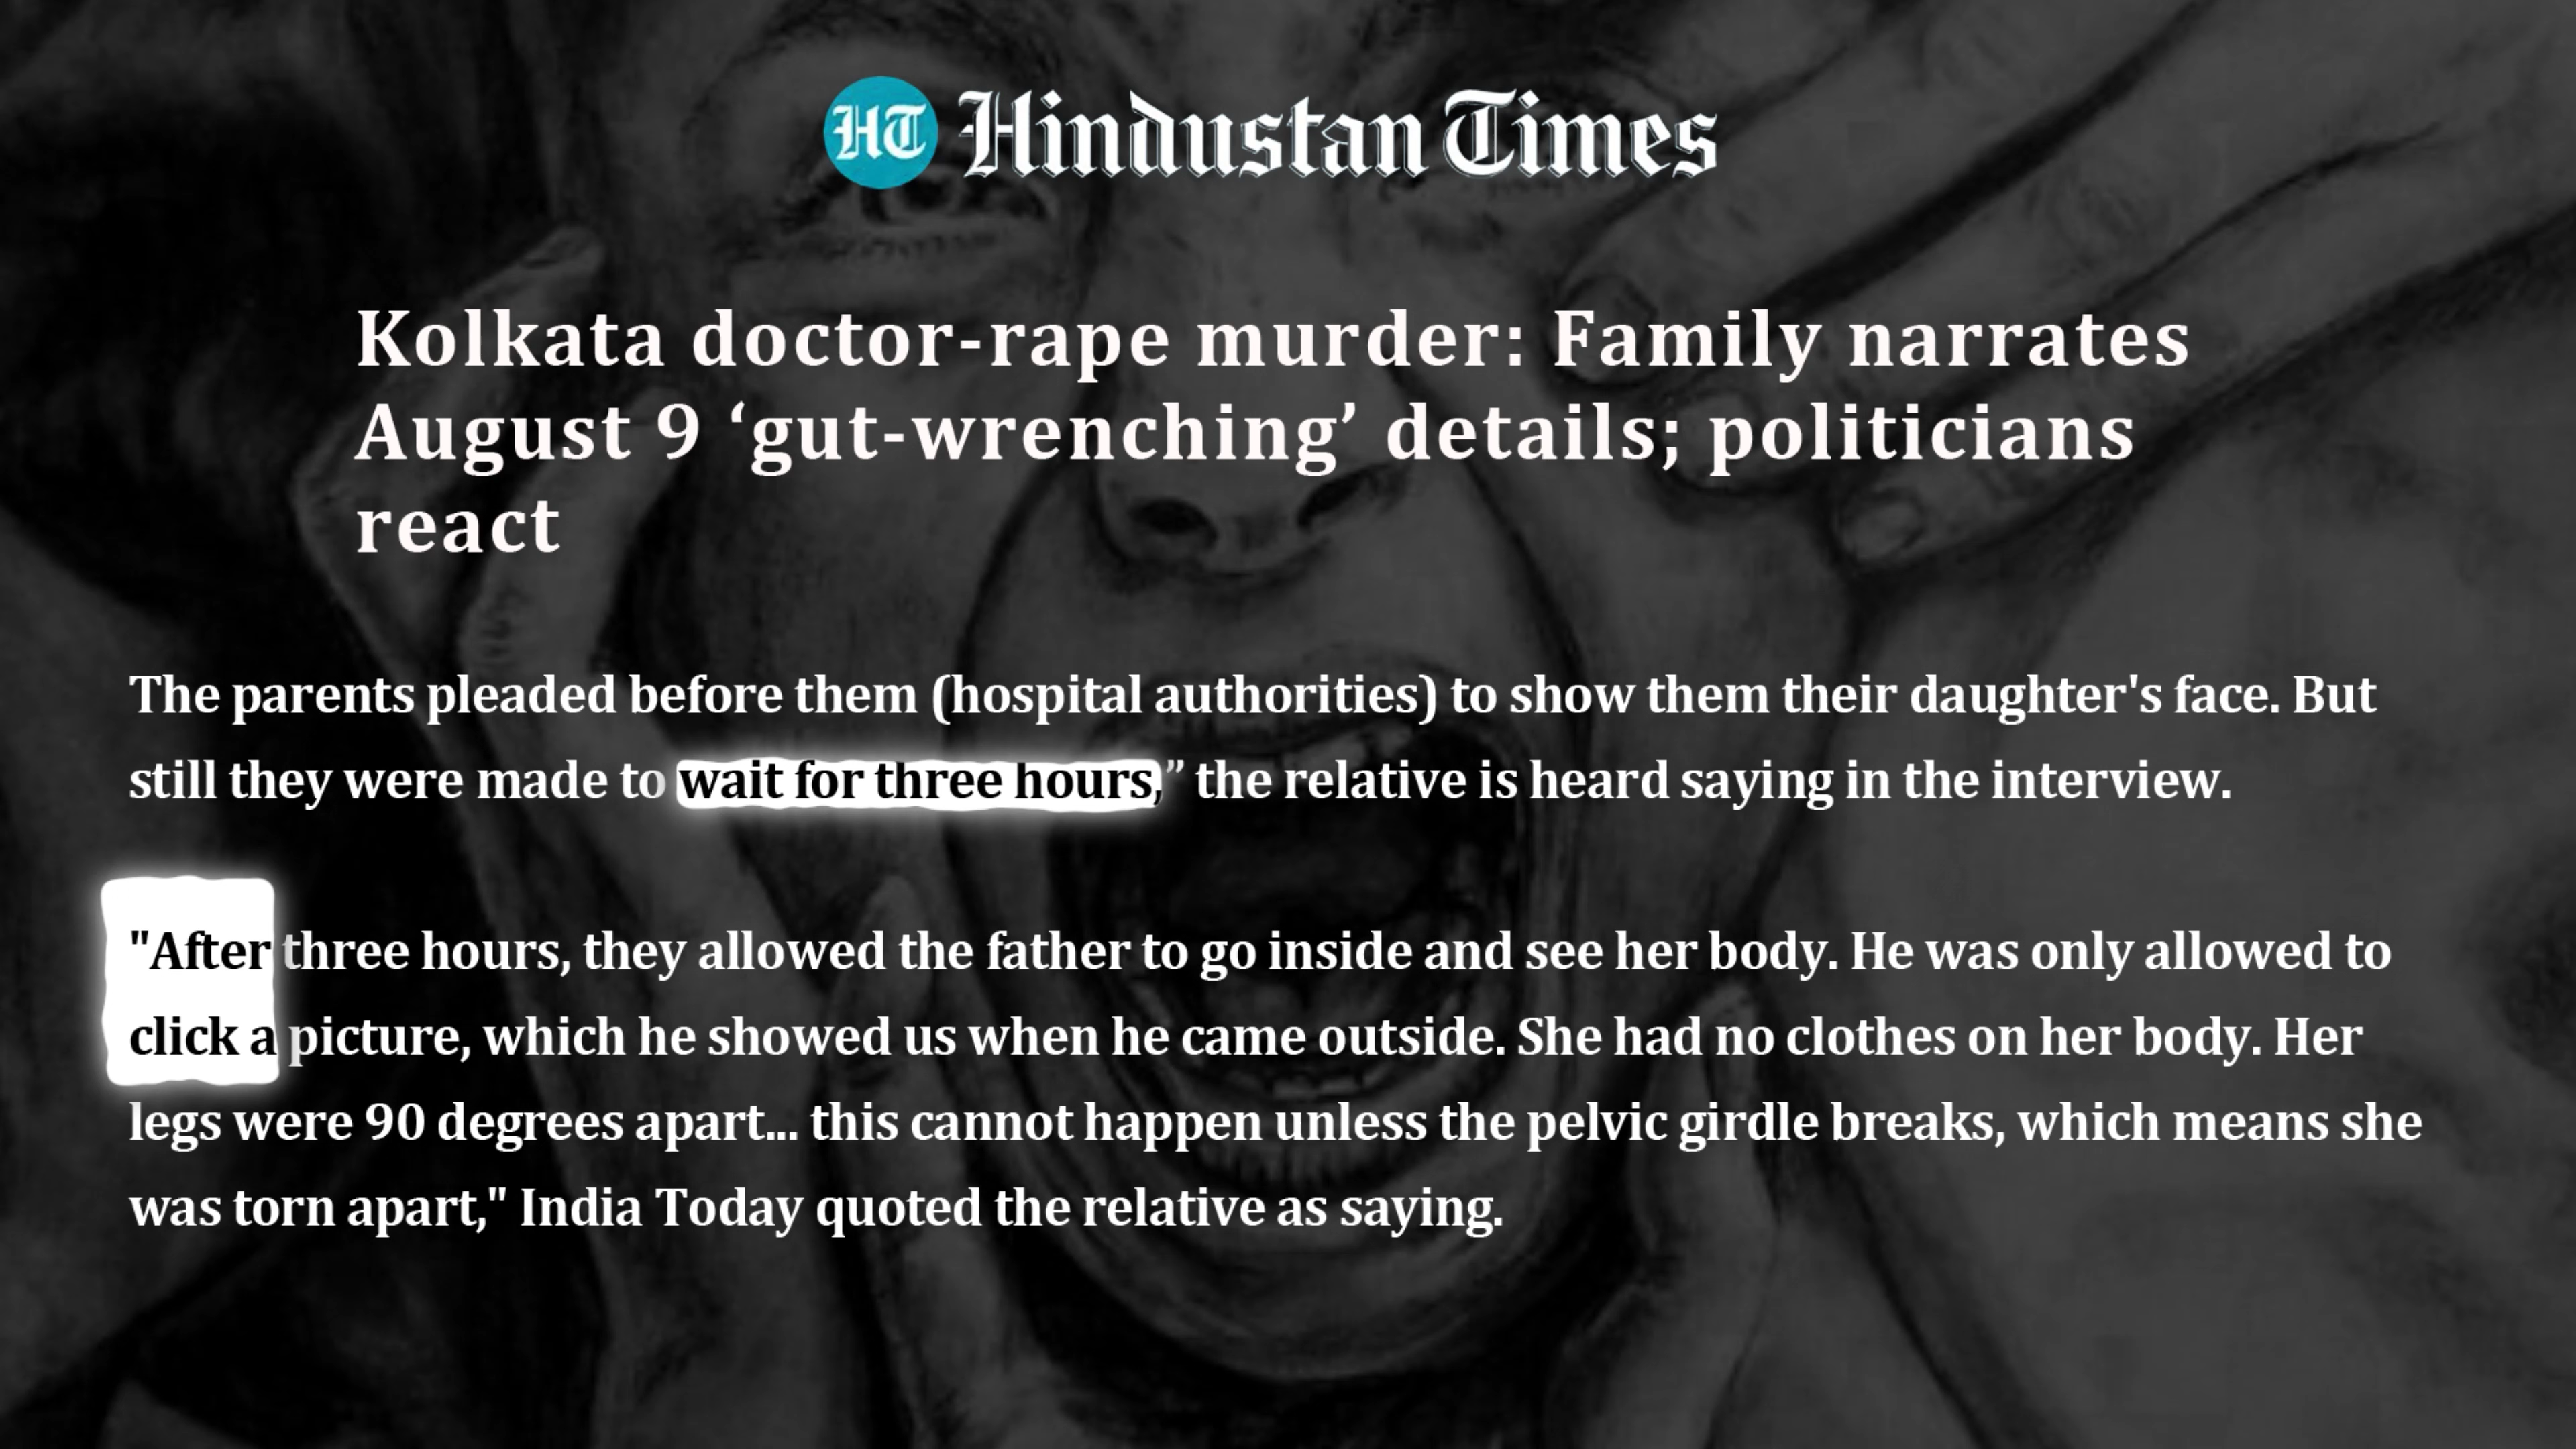 HT Hindustan Times
Kolkata doctor-rape murder: Family narrates
August 9 ‘gut-wrenching’ details; politicians
react
The parents pleaded before them (hospital authorities) to show them their daughter's face. But
still they were made to wait for three hours,” the relative is heard saying in the interview.
"After three hours, they allowed the father to go inside and see her body. He was only allowed to
click a picture, which he showed us when he came outside. She had no clothes on her body. Her
legs were 90 degrees apart... this cannot happen unless the pelvic girdle breaks, which means she
was torn apart," India Today quoted the relative as saying.